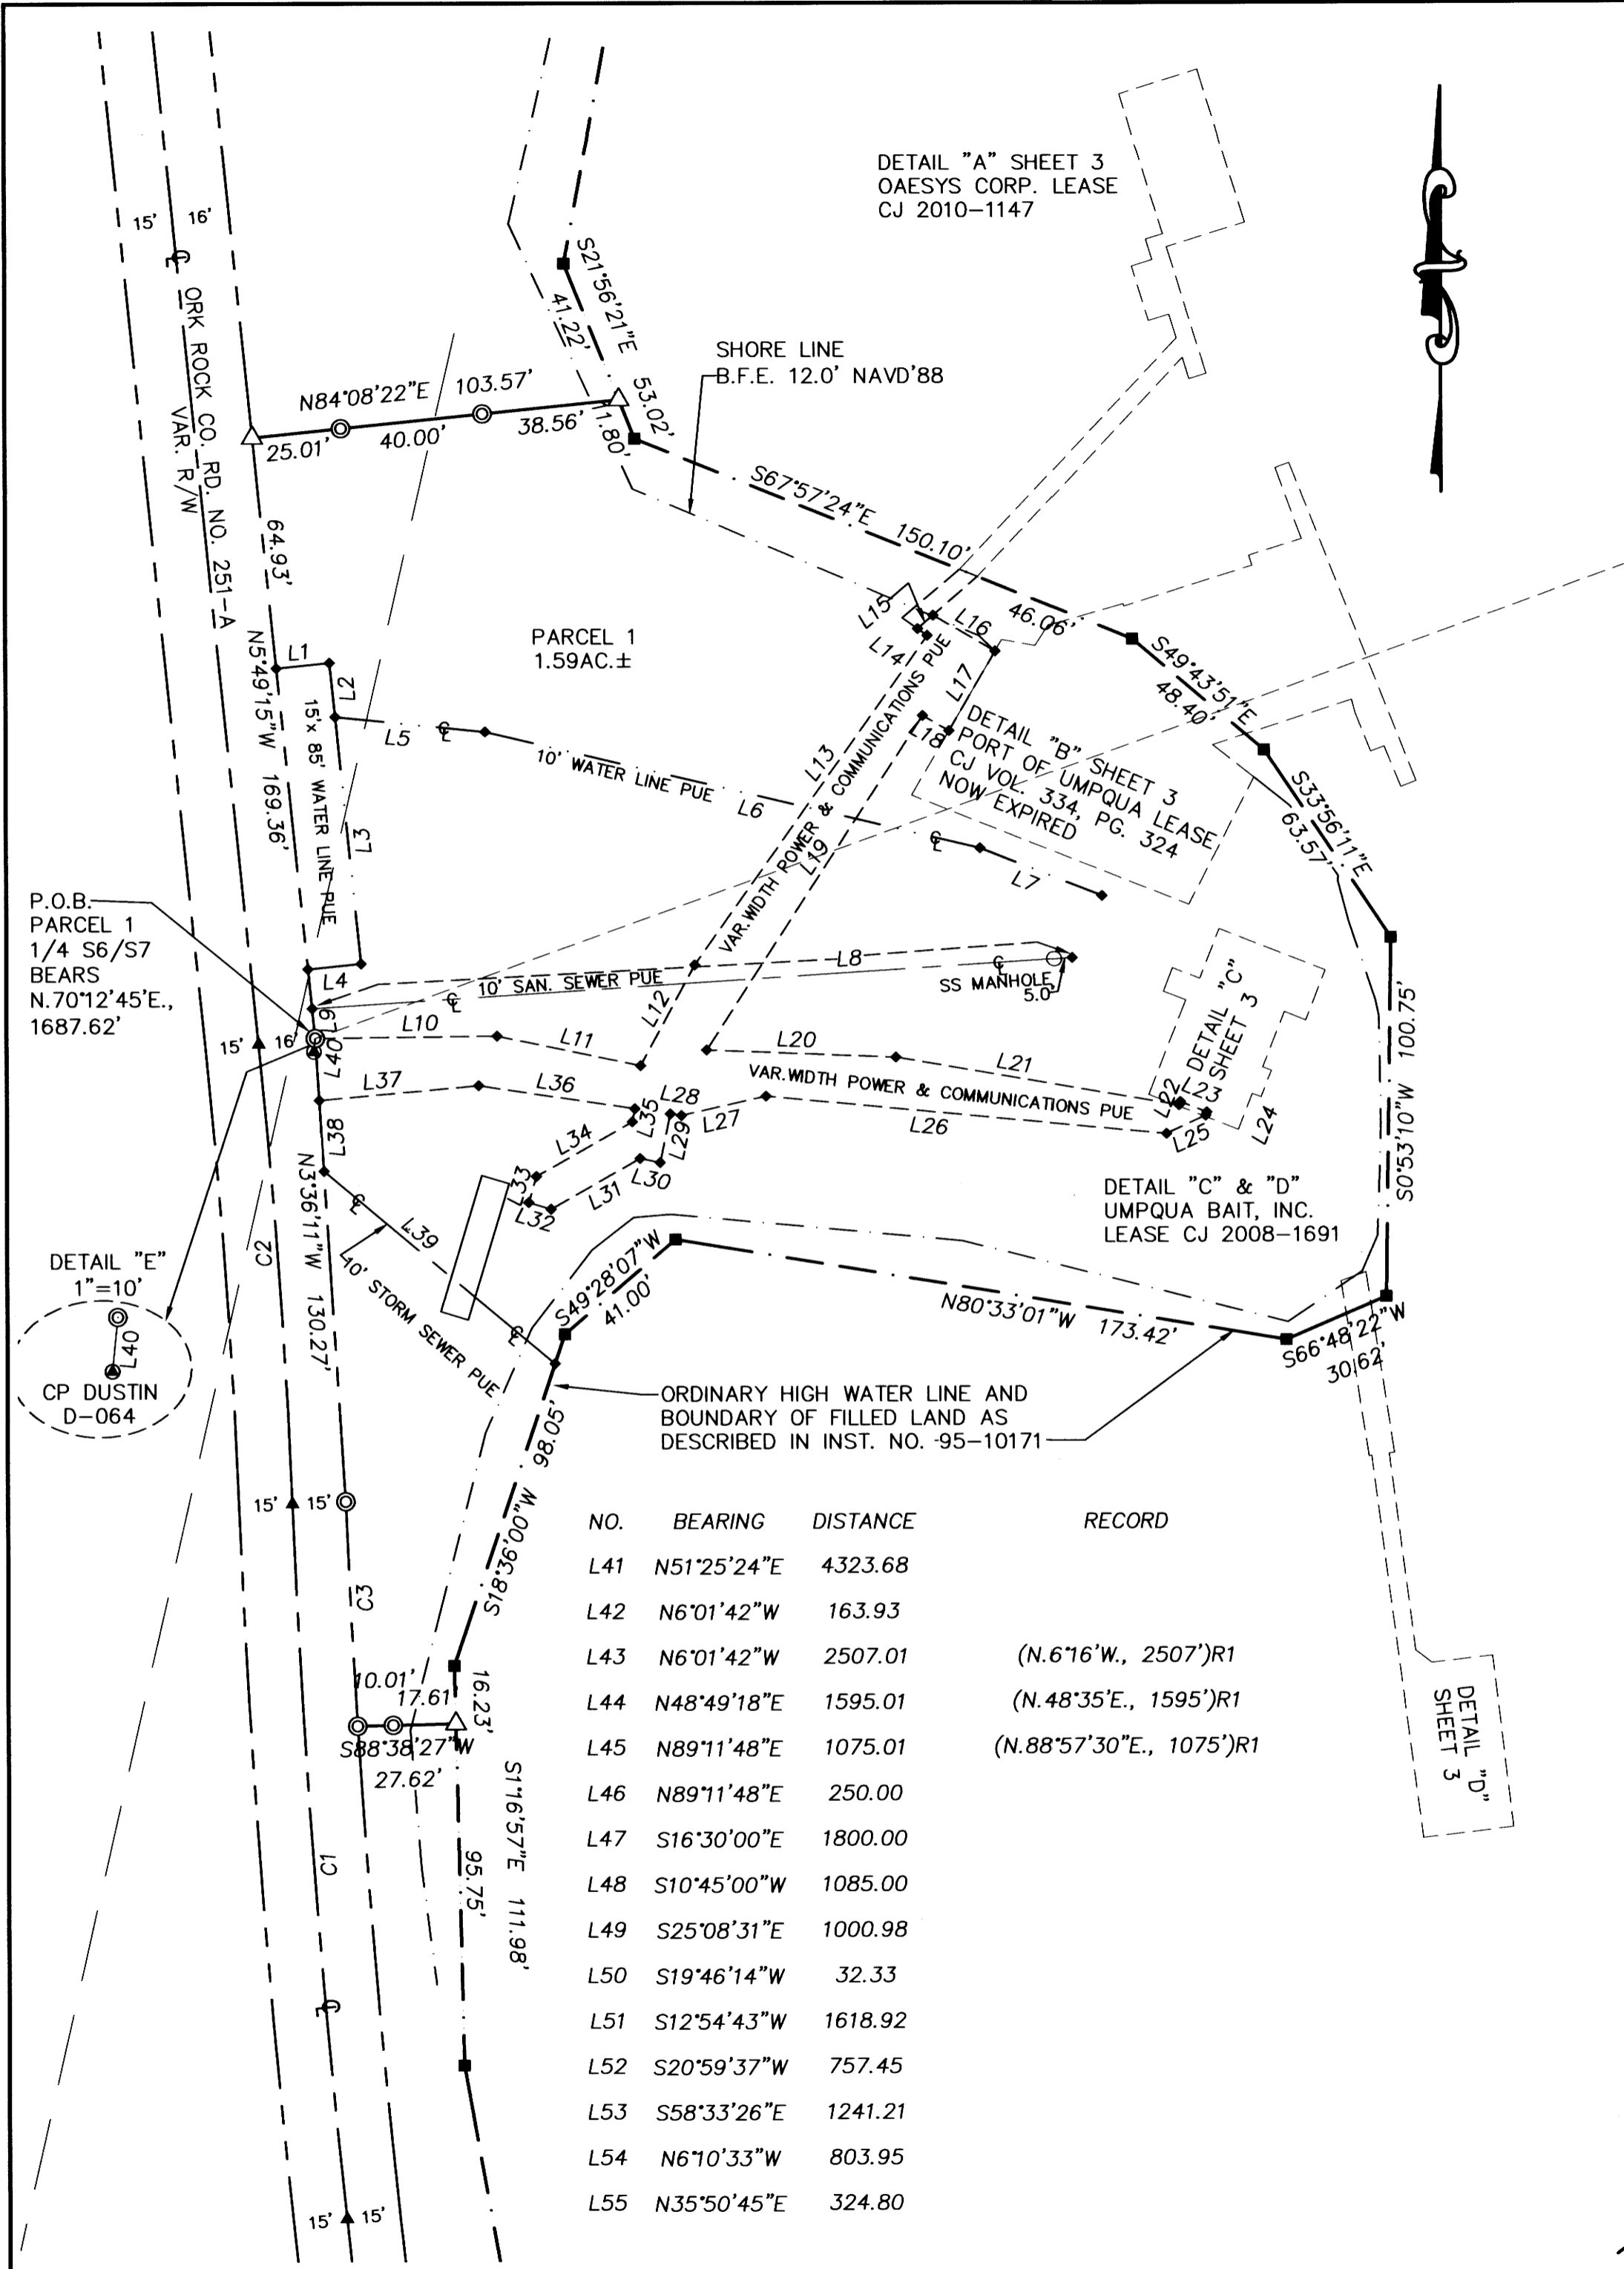 DETAIL "A" SHEET 3
OAESYS CORP. LEASE
CJ 2010-1147
15'
16'
℄ ORK ROCK CO. RD. NO. 251-A
VAR. R/W
S21°56'21"E
41.22'
53.02'
11.80'
SHORE LINE
B.F.E. 12.0' NAVD'88
N84°08'22"E 103.57'
25.01'
40.00'
38.56'
S67°57'24"E 150.10'
46.06'
64.93'
N5°49'15"W 169.36'
PARCEL 1
1.59AC.±
L1
L2
15'x 85' WATER LINE PUE
L3
L4
L5
℄
10' WATER LINE PUE
L6
℄
L7
L15
L16
L14
L17
L18
L13
VAR.WIDTH POWER & COMMUNICATIONS PUE
L19
DETAIL "B" SHEET 3
PORT OF UMPQUA LEASE
CJ VOL. 334, PG. 324
NOW EXPIRED
S49°43'51"E
48.40'
S33°56'11"E
63.57'
P.O.B.
PARCEL 1
1/4 S6/S7
BEARS
N.70°12'45'E.,
1687.62'
L8
10' SAN. SEWER PUE
℄
℄
SS MANHOLE
5.0'
L9
L10
L11
L12
15'
16'
L40
L20
L21
VAR.WIDTH POWER & COMMUNICATIONS PUE
DETAIL "C"
SHEET 3
L22
L23
L24
L25
L26
L27
L28
L29
L30
L31
L32
L33
L34
L35
L36
L37
L38
S0°53'10"W 100.75'
DETAIL "C" & "D"
UMPQUA BAIT, INC.
LEASE CJ 2008-1691
N3°36'11"W 130.27'
C2
℄
L39
10' STORM SEWER PUE
℄
S49°28'07"W
41.00'
N80°33'01"W 173.42'
S66°48'22"W
30.62'
DETAIL "E"
1"=10'
L40
CP DUSTIN
D-064
ORDINARY HIGH WATER LINE AND
BOUNDARY OF FILLED LAND AS
DESCRIBED IN INST. NO. -95-10171
S18°36'00"W 98.05'
15'
15'
C3
10.01'
17.61'
16.23'
S88°38'27"W
27.62'
S1°16'57"E 111.98'
95.75'
C1
℄
15'
15'
DETAIL "D"
SHEET 3
NO. BEARING DISTANCE RECORD
L41 N51°25'24"E 4323.68
L42 N6°01'42"W 163.93
L43 N6°01'42"W 2507.01 (N.6°16'W., 2507')R1
L44 N48°49'18"E 1595.01 (N.48°35'E., 1595')R1
L45 N89°11'48"E 1075.01 (N.88°57'30"E., 1075')R1
L46 N89°11'48"E 250.00
L47 S16°30'00"E 1800.00
L48 S10°45'00"W 1085.00
L49 S25°08'31"E 1000.98
L50 S19°46'14"W 32.33
L51 S12°54'43"W 1618.92
L52 S20°59'37"W 757.45
L53 S58°33'26"E 1241.21
L54 N6°10'33"W 803.95
L55 N35°50'45"E 324.80